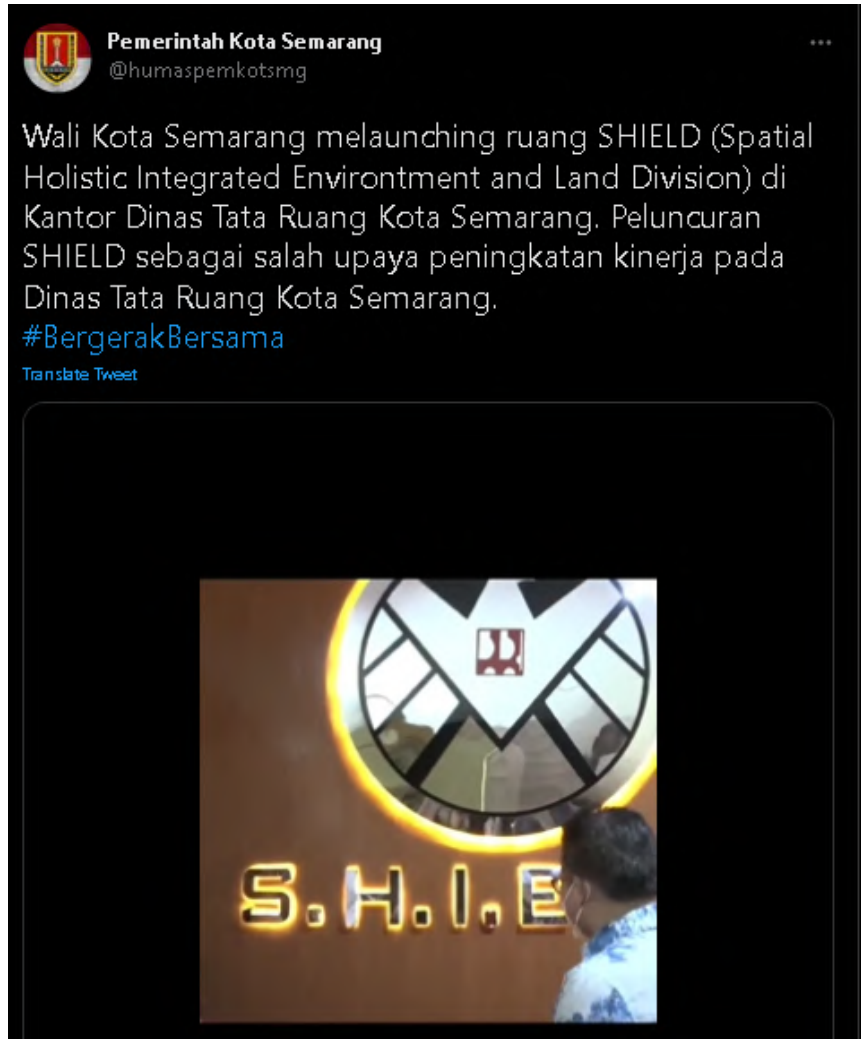 Pemerintah Kota Semarang
@humaspemkotsmg
Wali Kota Semarang melaunching ruang SHIELD (Spatial
Holistic Integrated Environtment and Land Division) di
Kantor Dinas Tata Ruang Kota Semarang. Peluncuran
SHIELD sebagai salah upaya peningkatan kinerja pada
Dinas Tata Ruang Kota Semarang.
#BergerakBersama
Translate Tweet
S.H.I.E